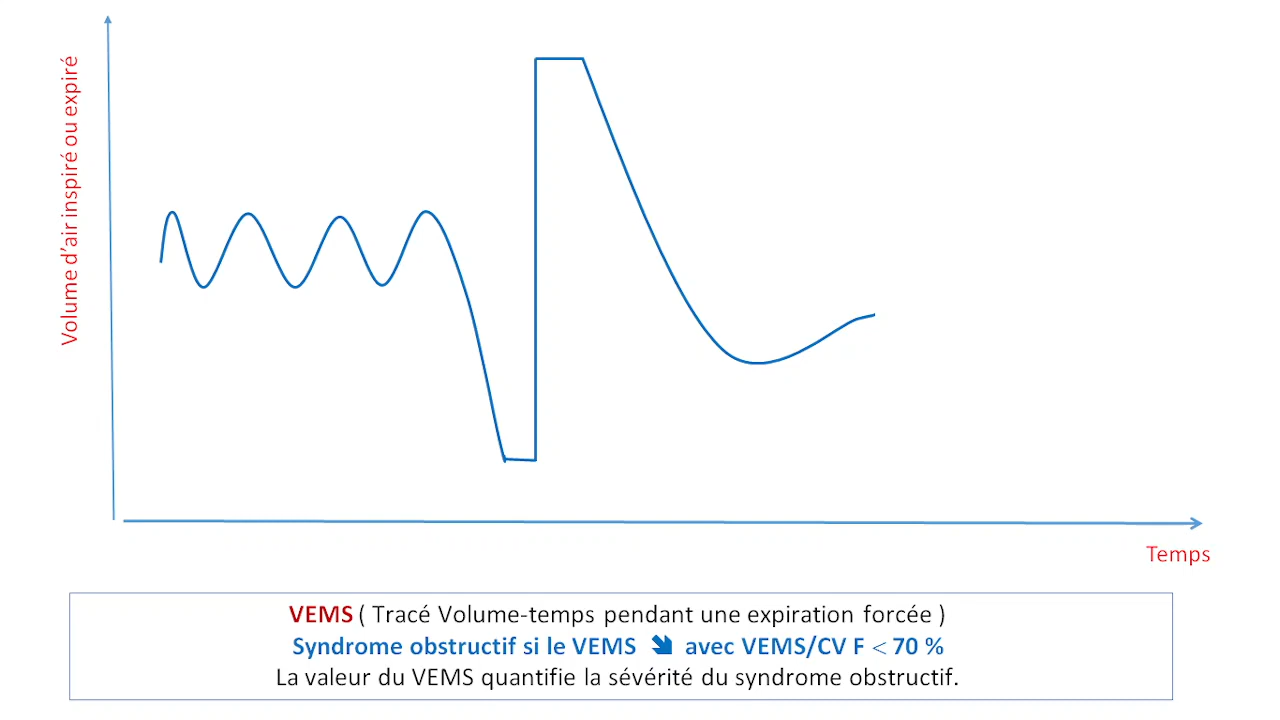 Volume d’air inspiré ou expiré
Temps
VEMS ( Tracé Volume-temps pendant une expiration forcée )
Syndrome obstructif si le VEMS avec VEMS/CV F < 70 %
La valeur du VEMS quantifie la sévérité du syndrome obstructif.